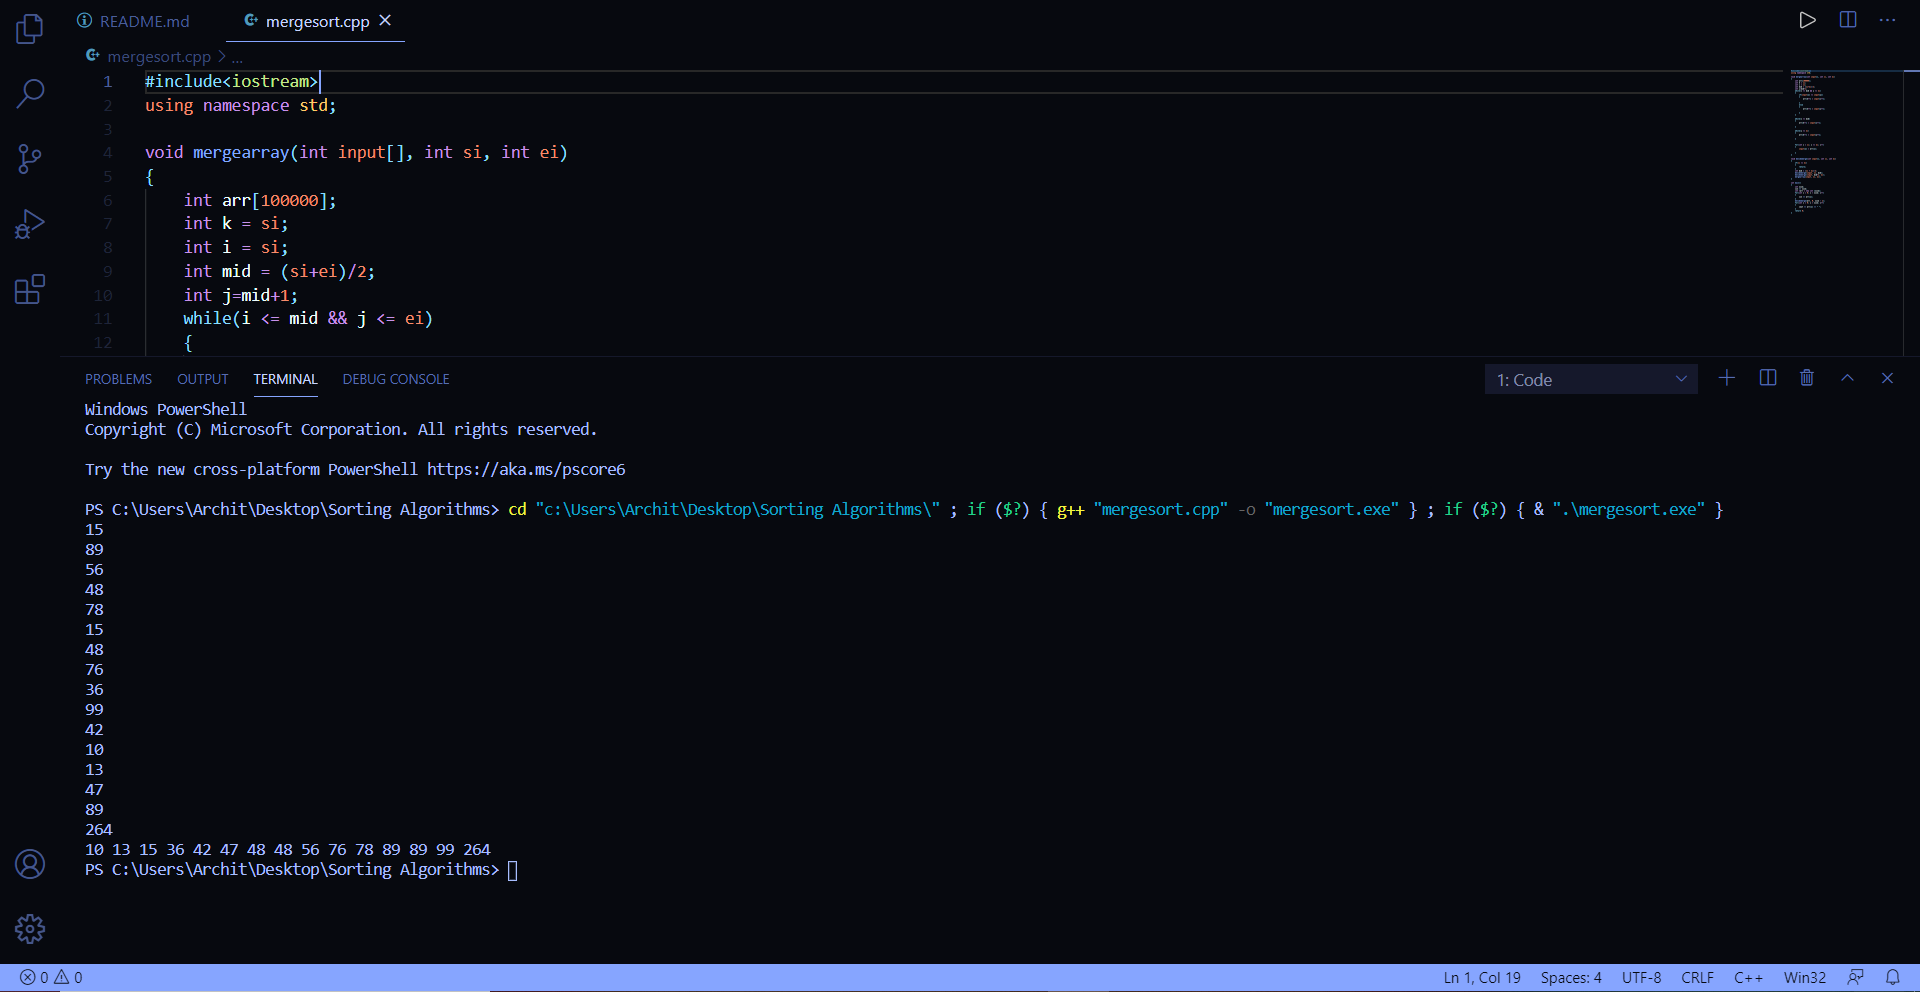 README.md mergesort.cpp
mergesort.cpp > ...
1 #include<iostream>
2 using namespace std;
3
4 void mergearray(int input[], int si, int ei)
5 {
6 int arr[100000];
7 int k = si;
8 int i = si;
9 int mid = (si+ei)/2;
10 int j=mid+1;
11 while(i <= mid && j <= ei)
12 {
PROBLEMS OUTPUT TERMINAL DEBUG CONSOLE 1: Code
Windows PowerShell
Copyright (C) Microsoft Corporation. All rights reserved.
Try the new cross-platform PowerShell https://aka.ms/pscore6
PS C:\Users\Archit\Desktop\Sorting Algorithms> cd "c:\Users\Archit\Desktop\Sorting Algorithms\" ; if ($?) { g++ "mergesort.cpp" -o "mergesort.exe" } ; if ($?) { & ".\mergesort.exe" }
15
89
56
48
78
15
48
76
36
99
42
10
13
47
89
264
10 13 15 36 42 47 48 48 56 76 78 89 89 99 264
PS C:\Users\Archit\Desktop\Sorting Algorithms>
0 0 Ln 1, Col 19 Spaces: 4 UTF-8 CRLF C++ Win32